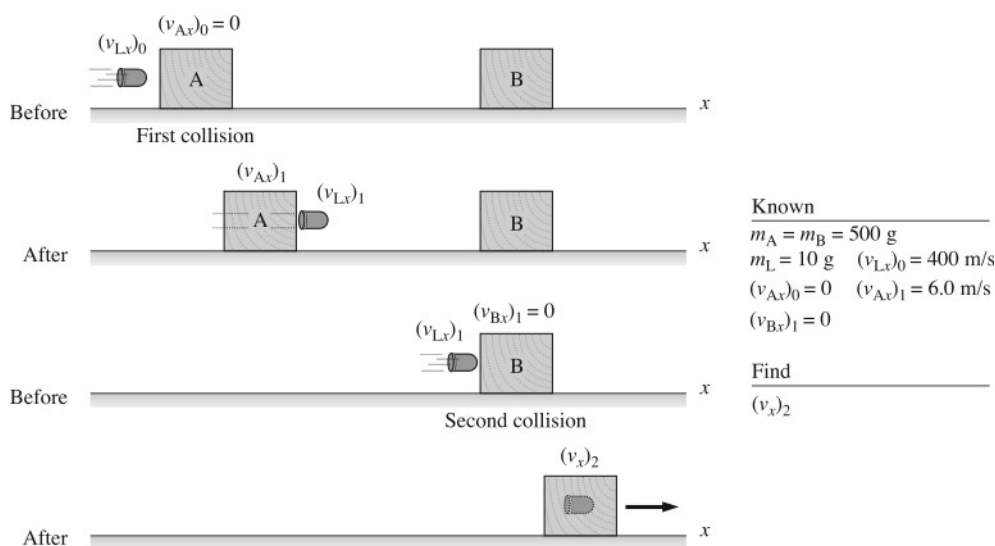 (v_Ax)_0 = 0
(v_Lx)_0
A
B
x
Before
First collision
(v_Ax)_1
(v_Lx)_1
A
B
x
After
(v_Bx)_1 = 0
(v_Lx)_1
B
x
Before
Second collision
(v_x)_2
x
After
Known
m_A = m_B = 500 g
m_L = 10 g (v_Lx)_0 = 400 m/s
(v_Ax)_0 = 0 (v_Ax)_1 = 6.0 m/s
(v_Bx)_1 = 0
Find
(v_x)_2